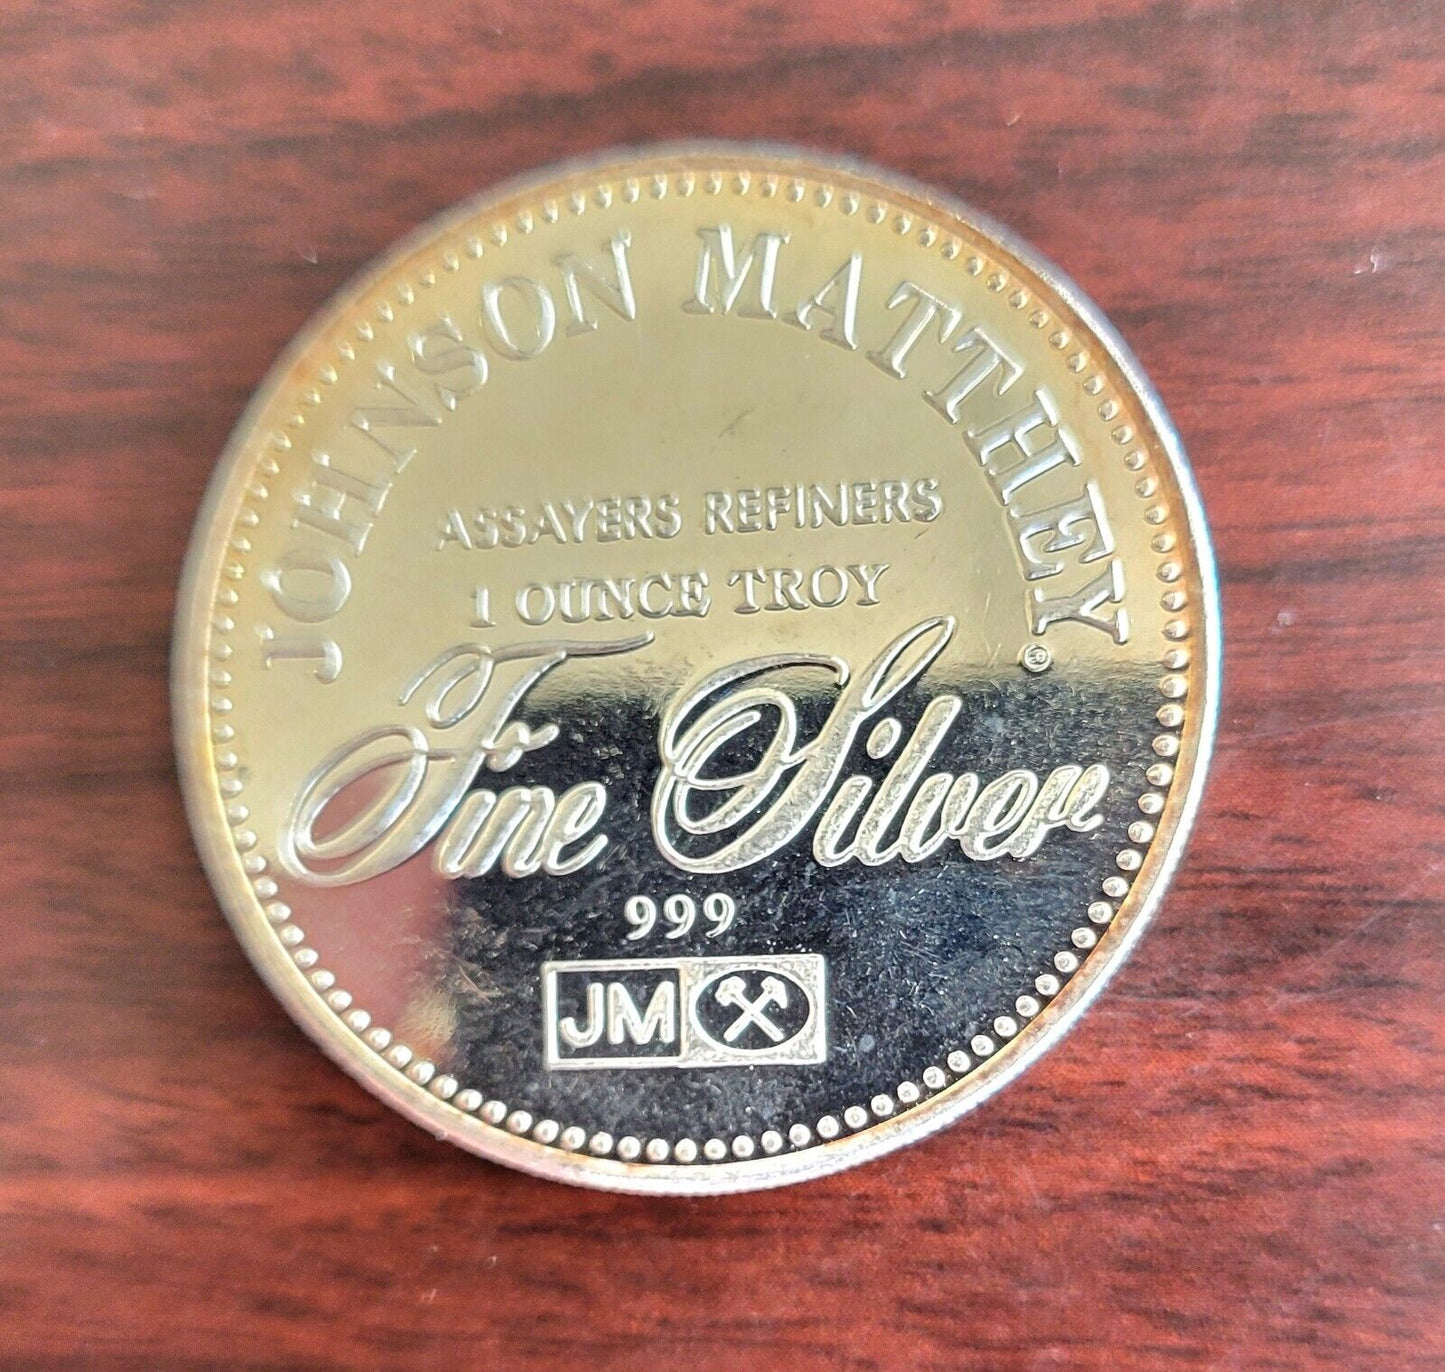 JOHNSON MATTHEY®
ASSAYERS REFINERS
1 OUNCE TROY
Fine Silver
999
JM